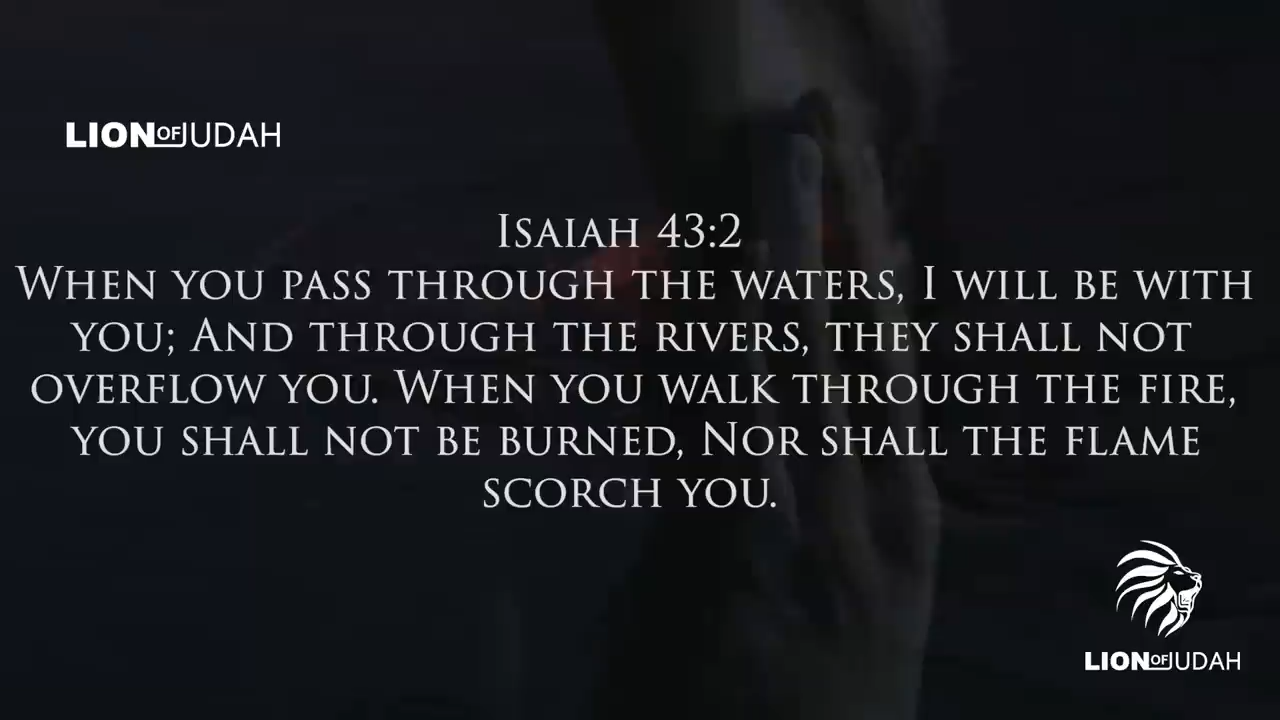 LION OF JUDAH
Isaiah 43:2
When you pass through the waters, I will be with
you; And through the rivers, they shall not
overflow you. When you walk through the fire,
you shall not be burned, Nor shall the flame
scorch you.
LION OF JUDAH